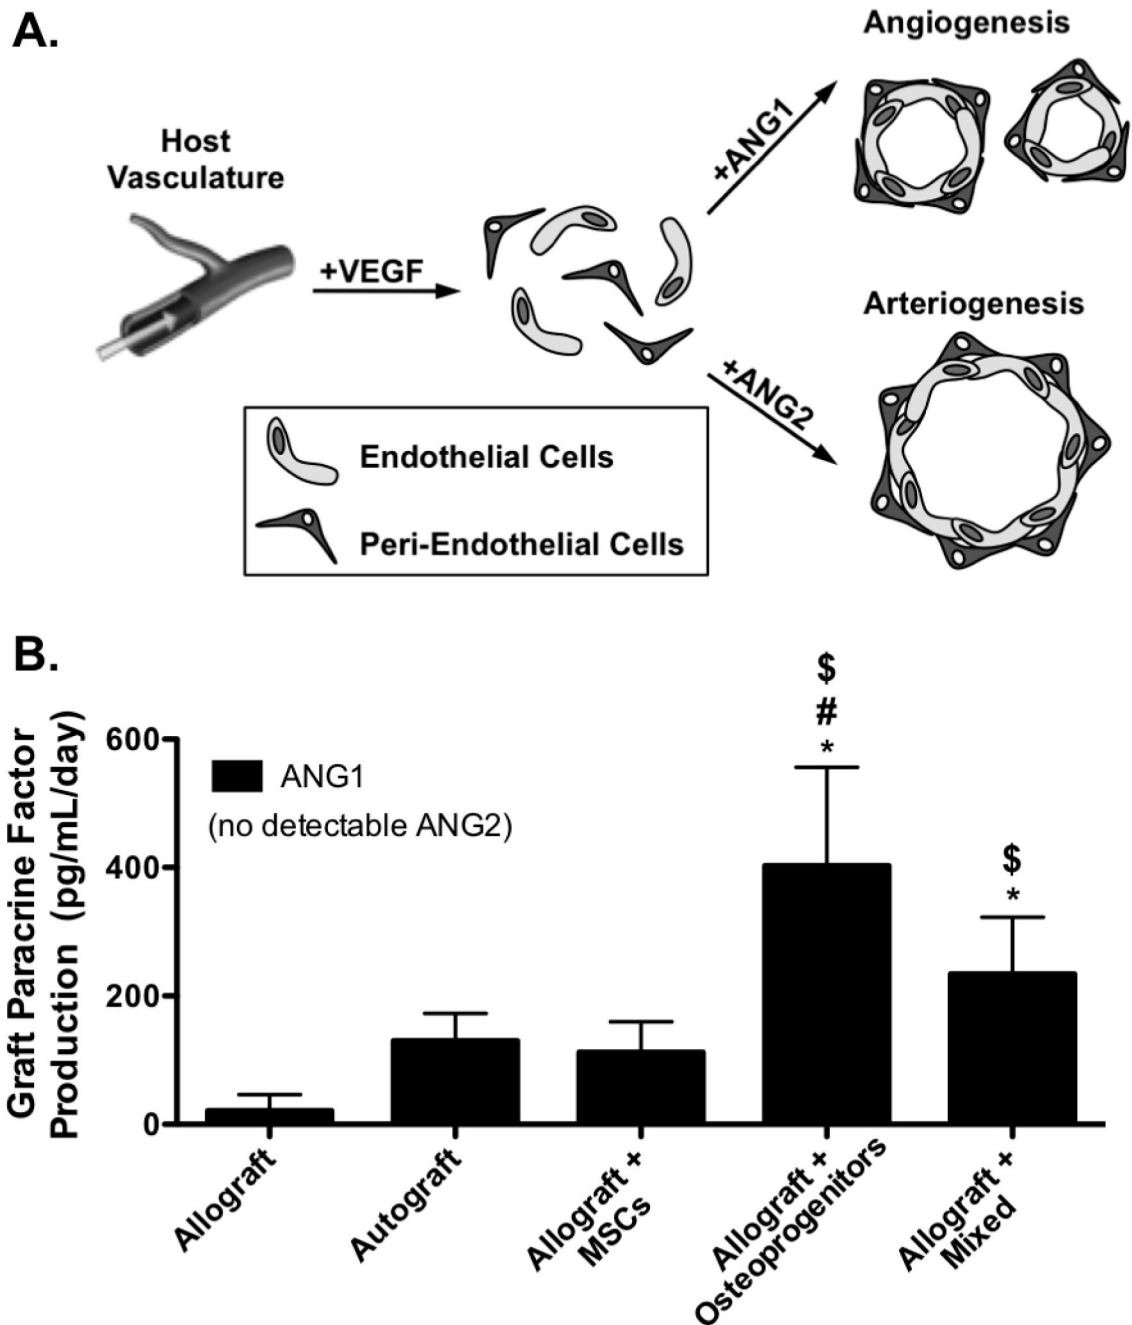 A.
Angiogenesis
Host
Vasculature
+VEGF
+ANG1
Arteriogenesis
+ANG2
Endothelial Cells
Peri-Endothelial Cells
B.
Graft Paracrine Factor
Production (pg/mL/day)
600
400
200
0
ANG1
(no detectable ANG2)
$
#
*
$
*
Allograft
Autograft
Allograft +
MSCs
Allograft +
Osteoprogenitors
Allograft +
Mixed